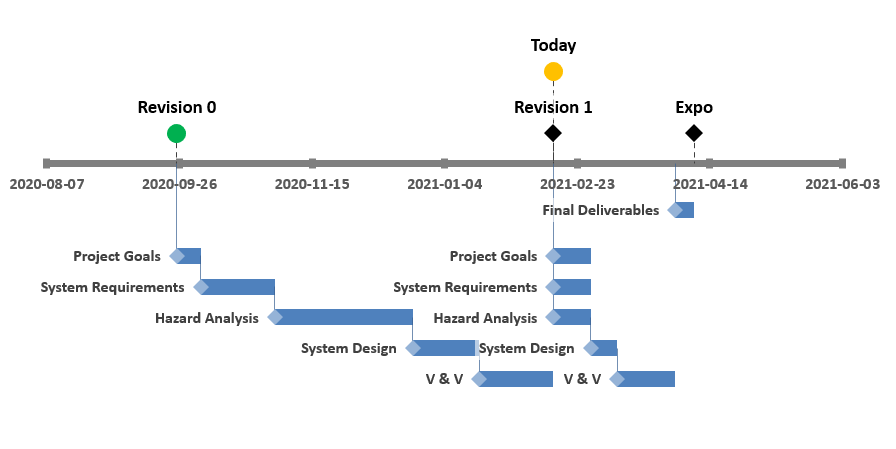 Today
Revision 0
Revision 1
Expo
2020-08-07
2020-09-26
2020-11-15
2021-01-04
2021-02-23
2021-04-14
2021-06-03
Final Deliverables
Project Goals
Project Goals
System Requirements
System Requirements
Hazard Analysis
Hazard Analysis
System Design
System Design
V & V
V & V